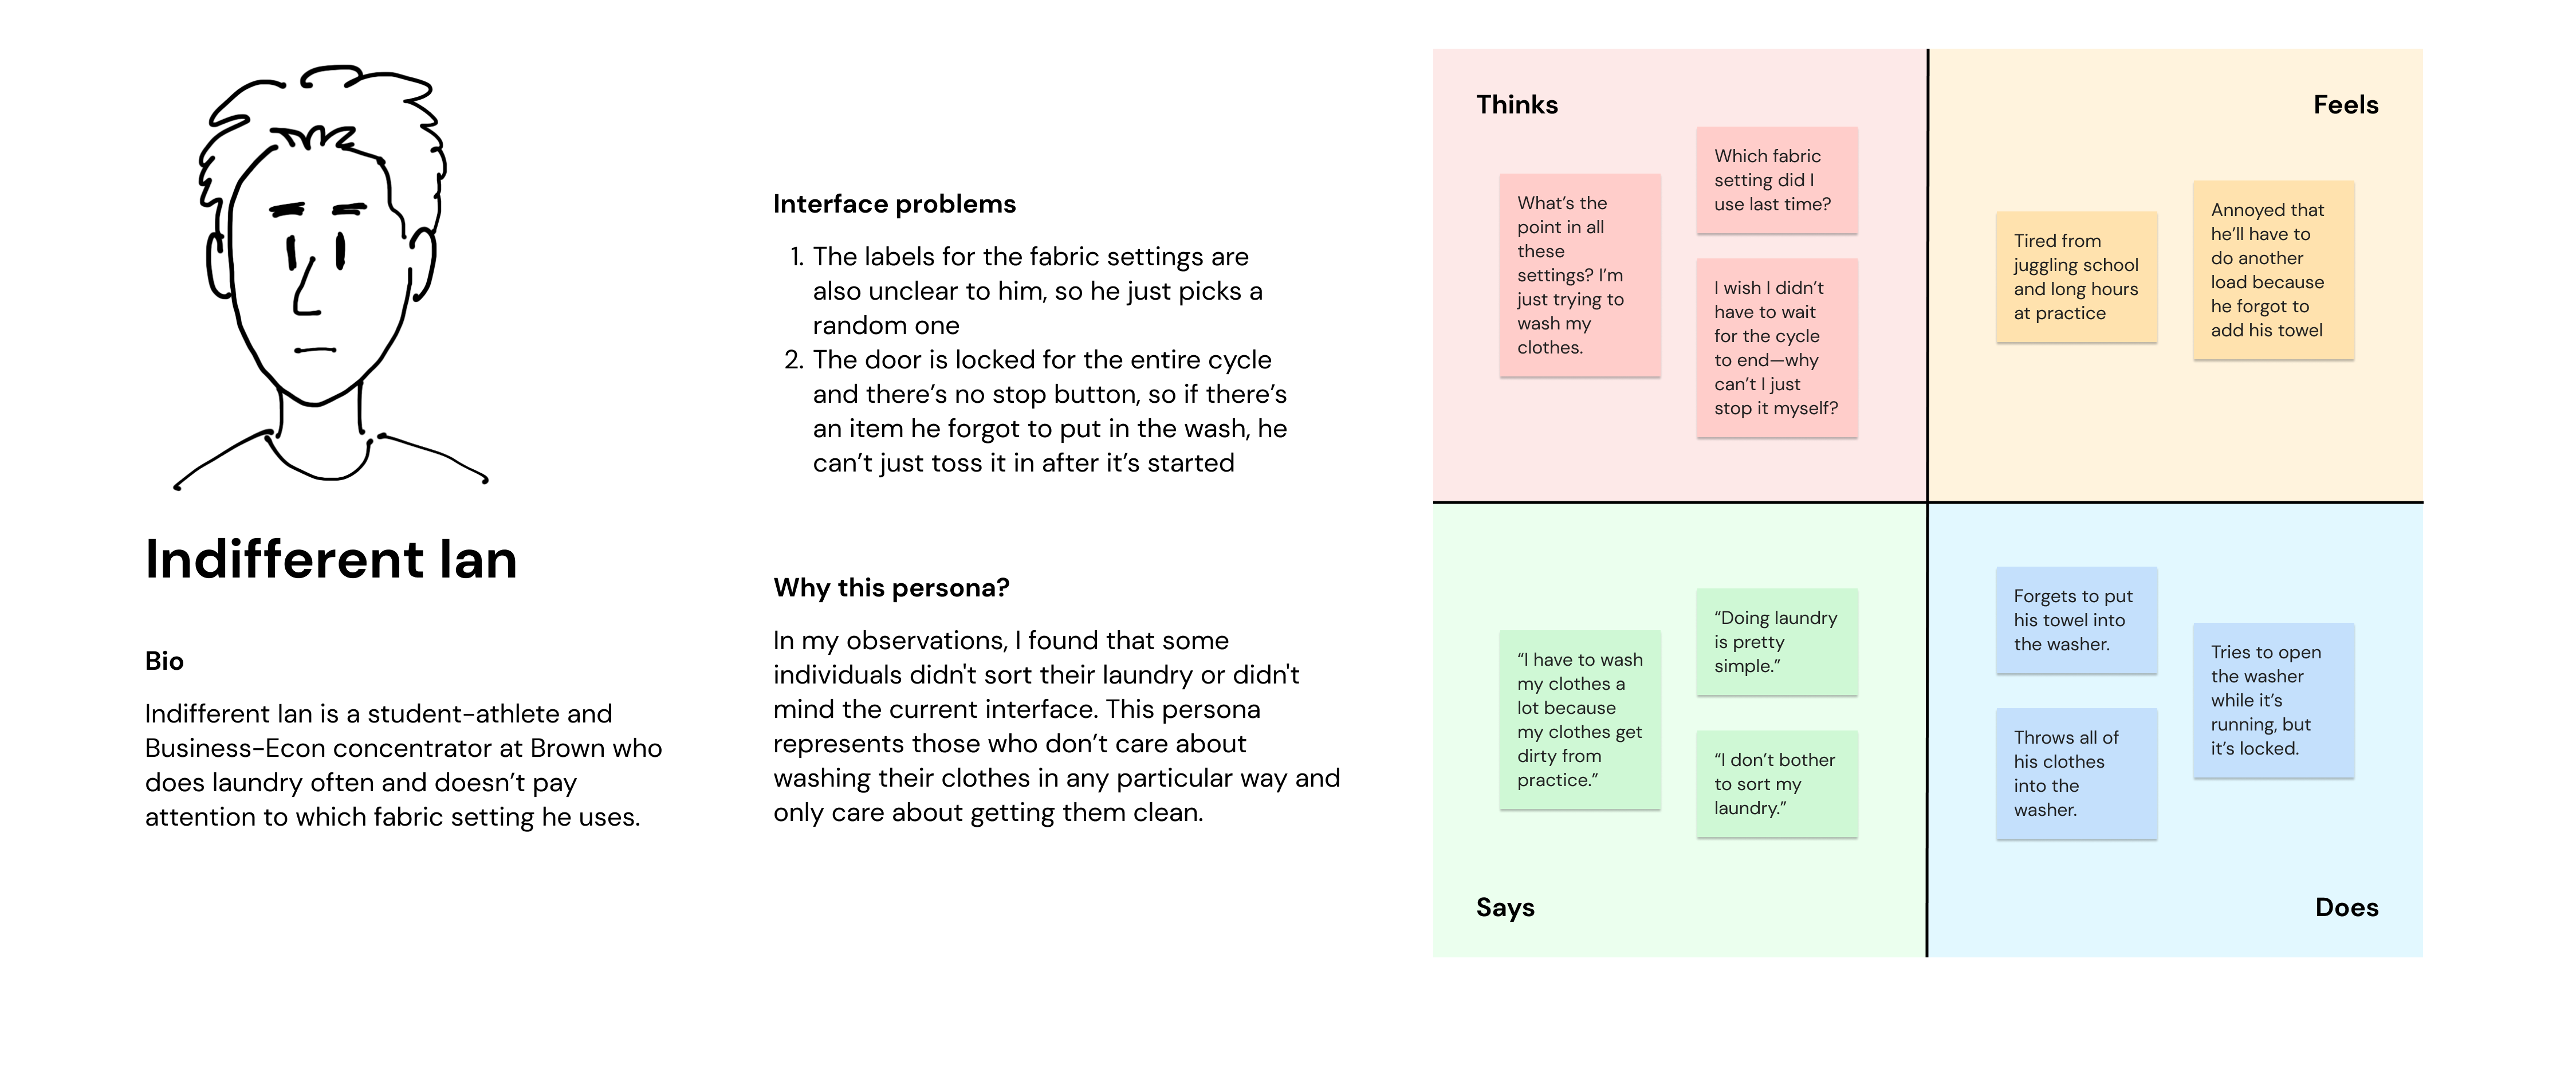 Indifferent Ian
Bio
Indifferent Ian is a student-athlete and
Business-Econ concentrator at Brown who
does laundry often and doesn’t pay
attention to which fabric setting he uses.
Interface problems
1. The labels for the fabric settings are
also unclear to him, so he just picks a
random one
2. The door is locked for the entire cycle
and there’s no stop button, so if there’s
an item he forgot to put in the wash, he
can’t just toss it in after it’s started
Why this persona?
In my observations, I found that some
individuals didn't sort their laundry or didn't
mind the current interface. This persona
represents those who don’t care about
washing their clothes in any particular way and
only care about getting them clean.
Thinks
What’s the
point in all
these
settings? I’m
just trying to
wash my
clothes.
Which fabric
setting did I
use last time?
I wish I didn’t
have to wait
for the cycle
to end—why
can’t I just
stop it myself?
Feels
Tired from
juggling school
and long hours
at practice
Annoyed that
he’ll have to
do another
load because
he forgot to
add his towel
“I have to wash
my clothes a
lot because
my clothes get
dirty from
practice.”
“Doing laundry
is pretty
simple.”
“I don’t bother
to sort my
laundry.”
Says
Forgets to put
his towel into
the washer.
Throws all of
his clothes
into the
washer.
Tries to open
the washer
while it’s
running, but
it’s locked.
Does